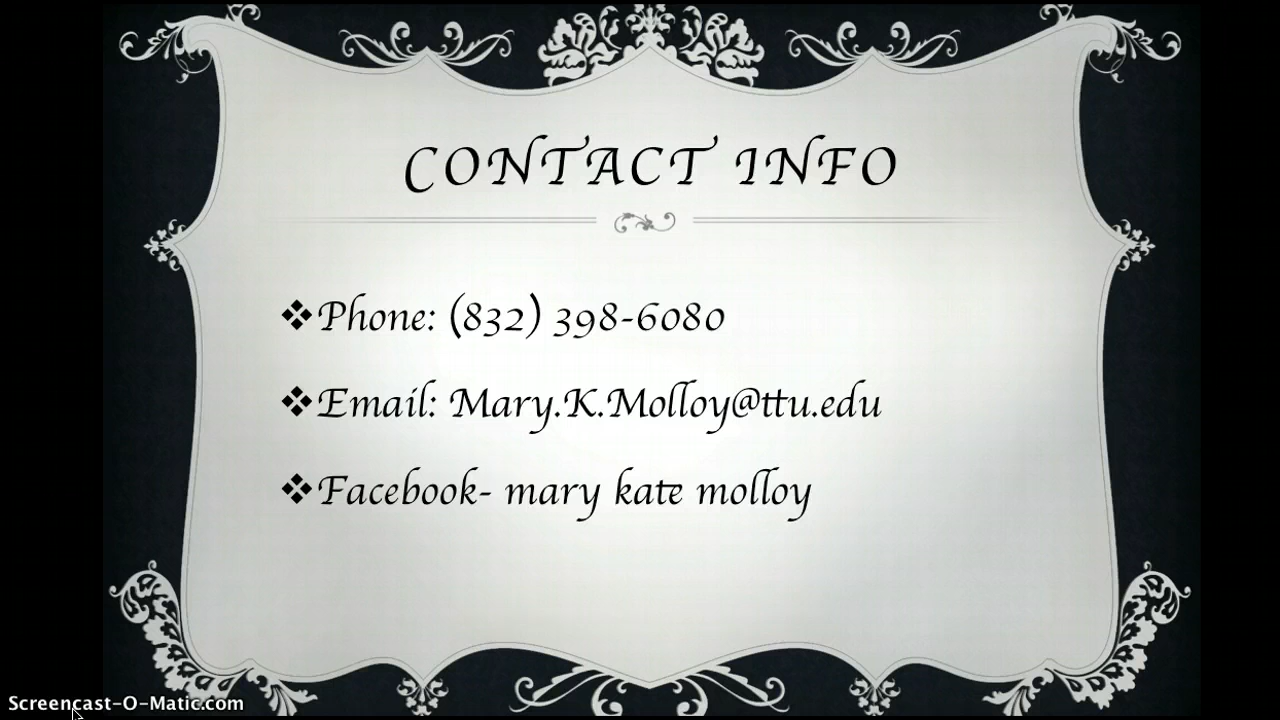 CONTACT INFO
❖Phone: (832) 398-6080
❖Email: Mary.K.Molloy@ttu.edu
❖Facebook- mary kate molloy
Screencast-O-Matic.com